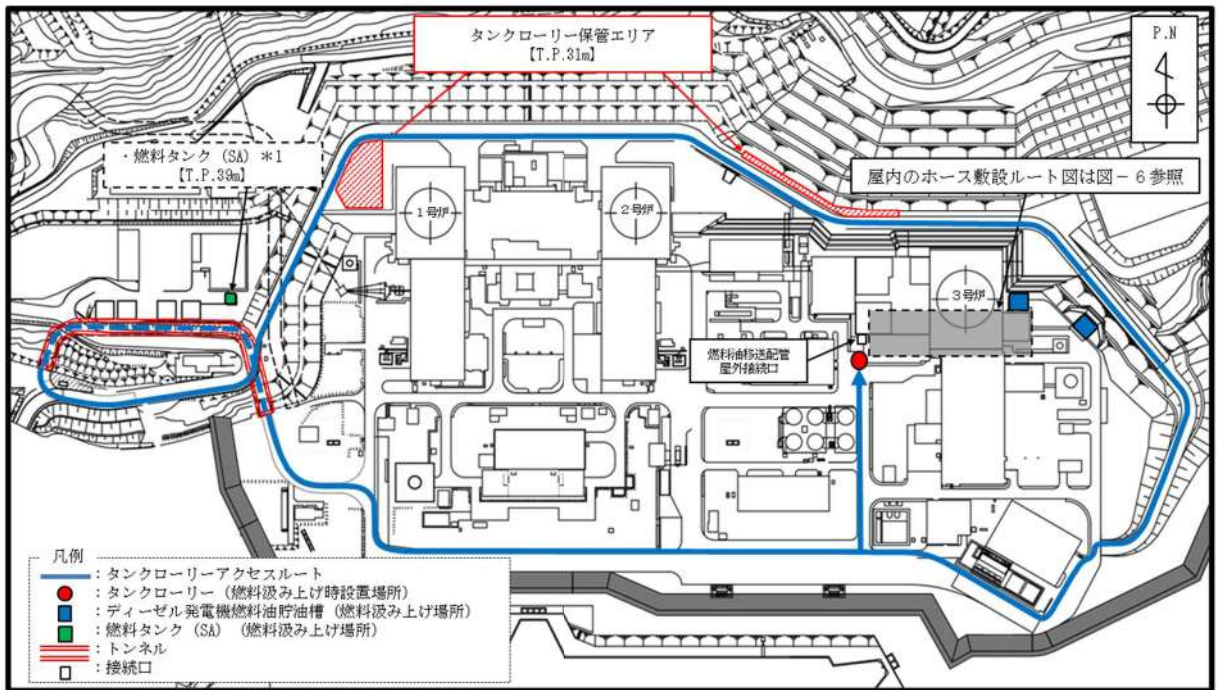 タンクローリー保管エリア
【T.P.31m】
P.N
・燃料タンク（SA）＊1
【T.P.39m】
屋内のホース敷設ルート図は図－6参照
1号炉
2号炉
3号炉
燃料油移送配管
屋外接続口
凡例
：タンクローリーアクセスルート
：タンクローリー（燃料汲み上げ時設置場所）
：ディーゼル発電機燃料油貯油槽（燃料汲み上げ場所）
：燃料タンク（SA）（燃料汲み上げ場所）
：トンネル
：接続口